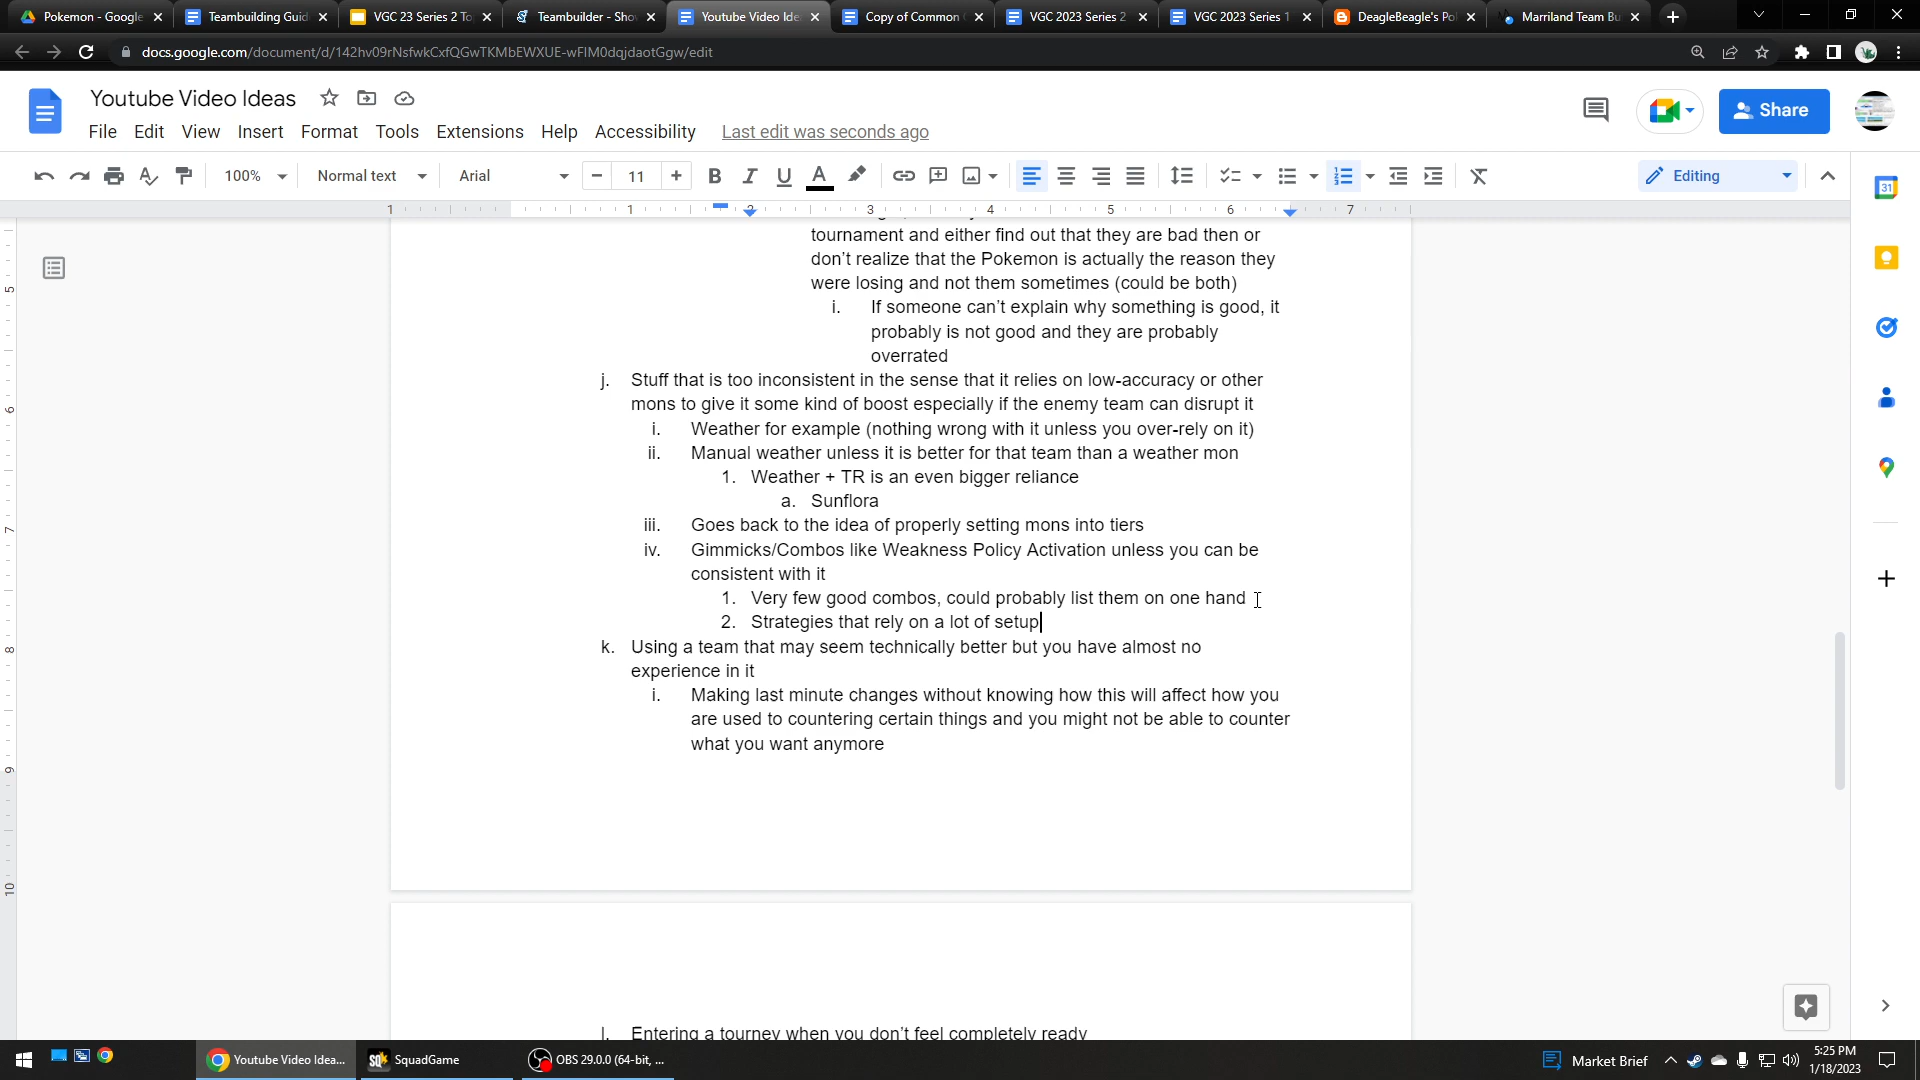 Pokemon - Google
Teambuilding Guid
VGC 23 Series 2 To
Teambuilder - Sho
Youtube Video Ide
Copy of Common
VGC 2023 Series 2
VGC 2023 Series 1
DeagleBeagle's Po
Marriland Team Bu
docs.google.com/document/d/142hv09rNsfwkCxfQGwTKMbEWXUE-wFIM0dqjdaotGgw/edit
Youtube Video Ideas
File Edit View Insert Format Tools Extensions Help Accessibility Last edit was seconds ago
Share
100% Normal text Arial 11 Editing
1 1 2 3 4 5 6 7
tournament and either find out that they are bad then or
don't realize that the Pokemon is actually the reason they
were losing and not them sometimes (could be both)
i. If someone can't explain why something is good, it
probably is not good and they are probably
overrated
j. Stuff that is too inconsistent in the sense that it relies on low-accuracy or other
mons to give it some kind of boost especially if the enemy team can disrupt it
i. Weather for example (nothing wrong with it unless you over-rely on it)
ii. Manual weather unless it is better for that team than a weather mon
1. Weather + TR is an even bigger reliance
a. Sunflora
iii. Goes back to the idea of properly setting mons into tiers
iv. Gimmicks/Combos like Weakness Policy Activation unless you can be
consistent with it
1. Very few good combos, could probably list them on one hand
2. Strategies that rely on a lot of setup
k. Using a team that may seem technically better but you have almost no
experience in it
i. Making last minute changes without knowing how this will affect how you
are used to countering certain things and you might not be able to counter
what you want anymore
l. Entering a tourney when you don't feel completely ready
5
6
7
8
9
10
31
Youtube Video Idea...
SquadGame
OBS 29.0.0 (64-bit, ...
Market Brief
5:25 PM
1/18/2023